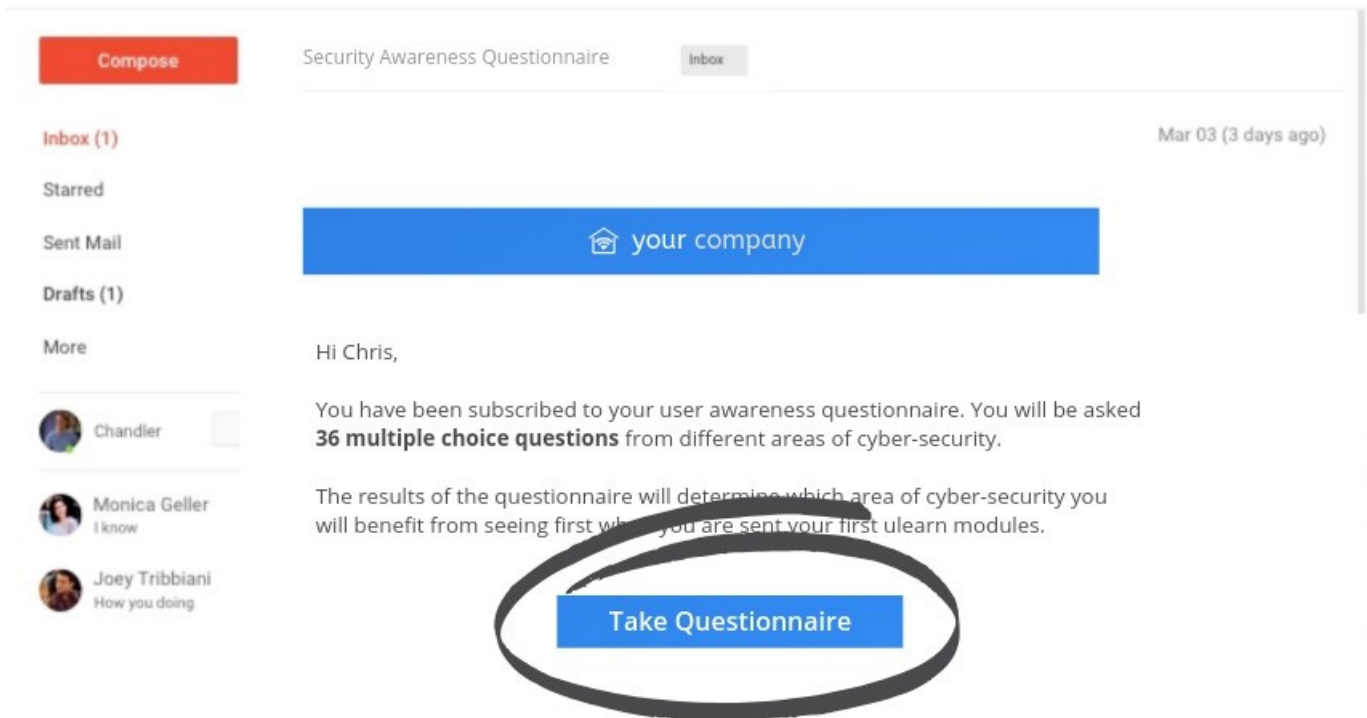 Compose
Security Awareness Questionnaire
Inbox
Inbox (1)
Mar 03 (3 days ago)
Starred
Sent Mail
your company
Drafts (1)
More
Hi Chris,
You have been subscribed to your user awareness questionnaire. You will be asked
36 multiple choice questions from different areas of cyber-security.
Chandler
The results of the questionnaire will determine which area of cyber-security you
will benefit from seeing first when you are sent your first ulearn modules.
Monica Geller
I know
Joey Tribbiani
How you doing
Take Questionnaire